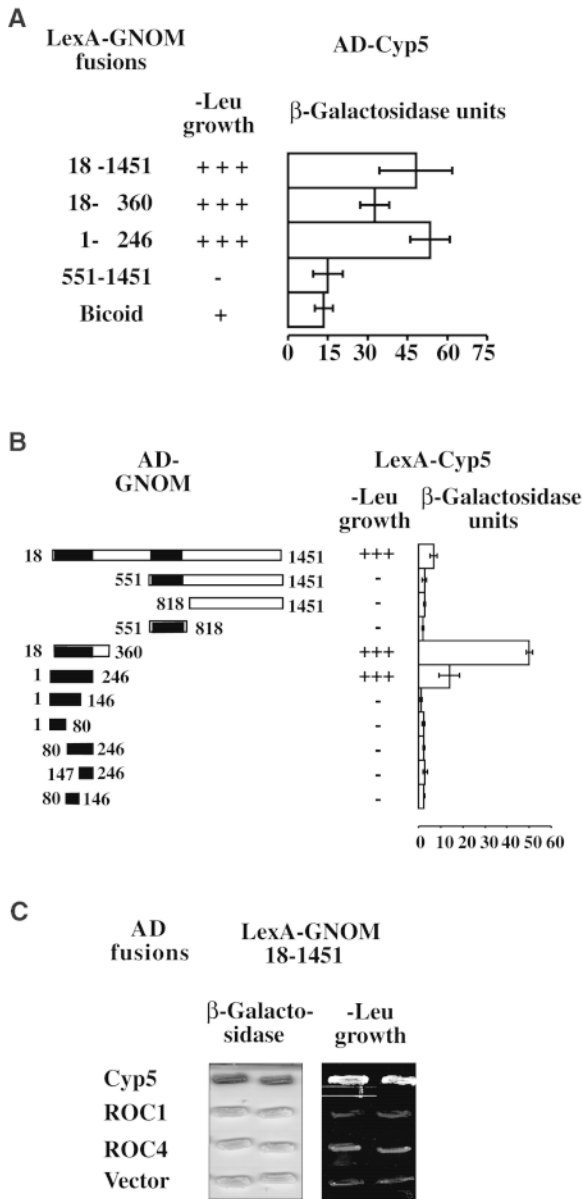 A
LexA-GNOM fusions
AD-Cyp5
-Leu growth
β-Galactosidase units
18 -1451 + + +
18- 360 + + +
1- 246 + + +
551-1451 -
Bicoid +
0 15 30 45 60 75
B
AD-GNOM
LexA-Cyp5
-Leu growth
β-Galactosidase units
18 1451 +++
551 1451 -
818 1451 -
551 818 -
18 360 +++
1 246 +++
1 146 -
1 80 -
80 246 -
147 246 -
80 146 -
0 10 20 30 40 50 60
C
AD fusions
LexA-GNOM 18-1451
β-Galacto-sidase
-Leu growth
Cyp5
ROC1
ROC4
Vector